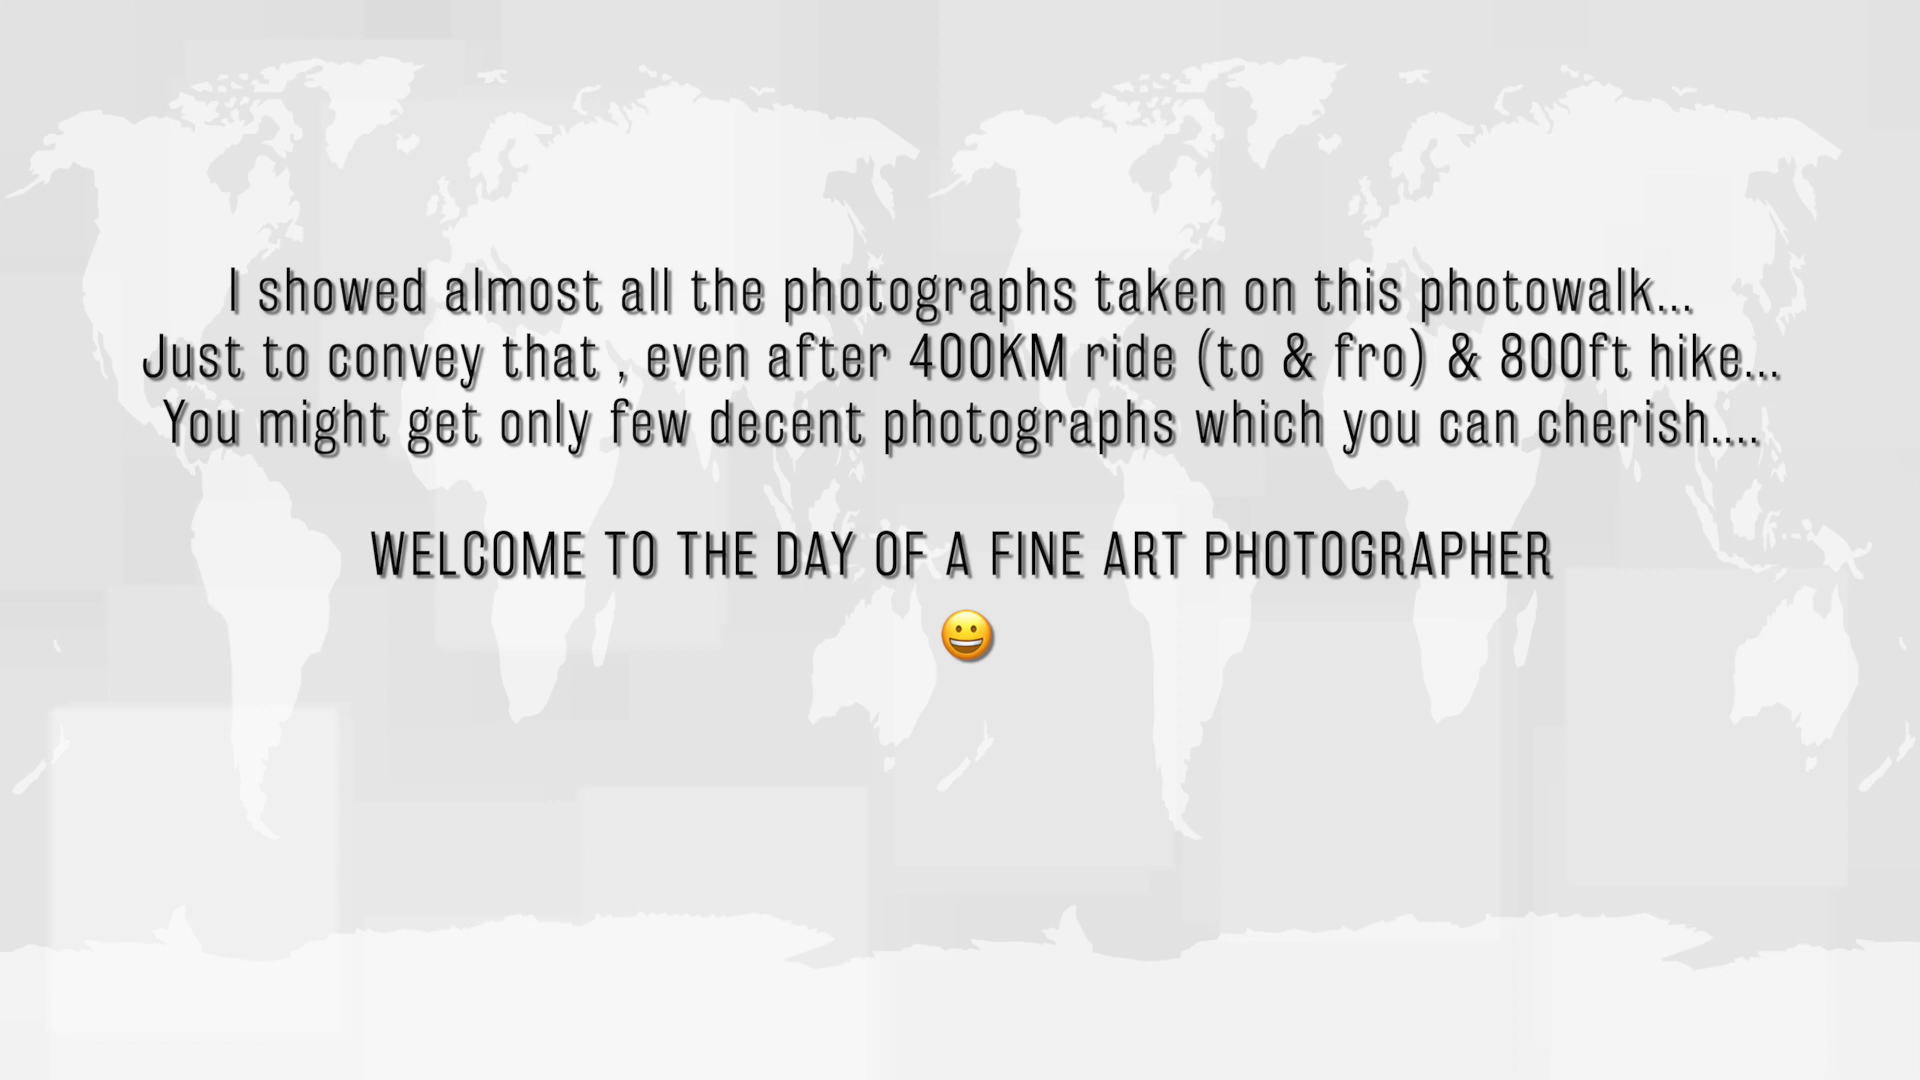 I showed almost all the photographs taken on this photowalk...
Just to convey that , even after 400KM ride (to & fro) & 800ft hike...
You might get only few decent photographs which you can cherish....
WELCOME TO THE DAY OF A FINE ART PHOTOGRAPHER
😀